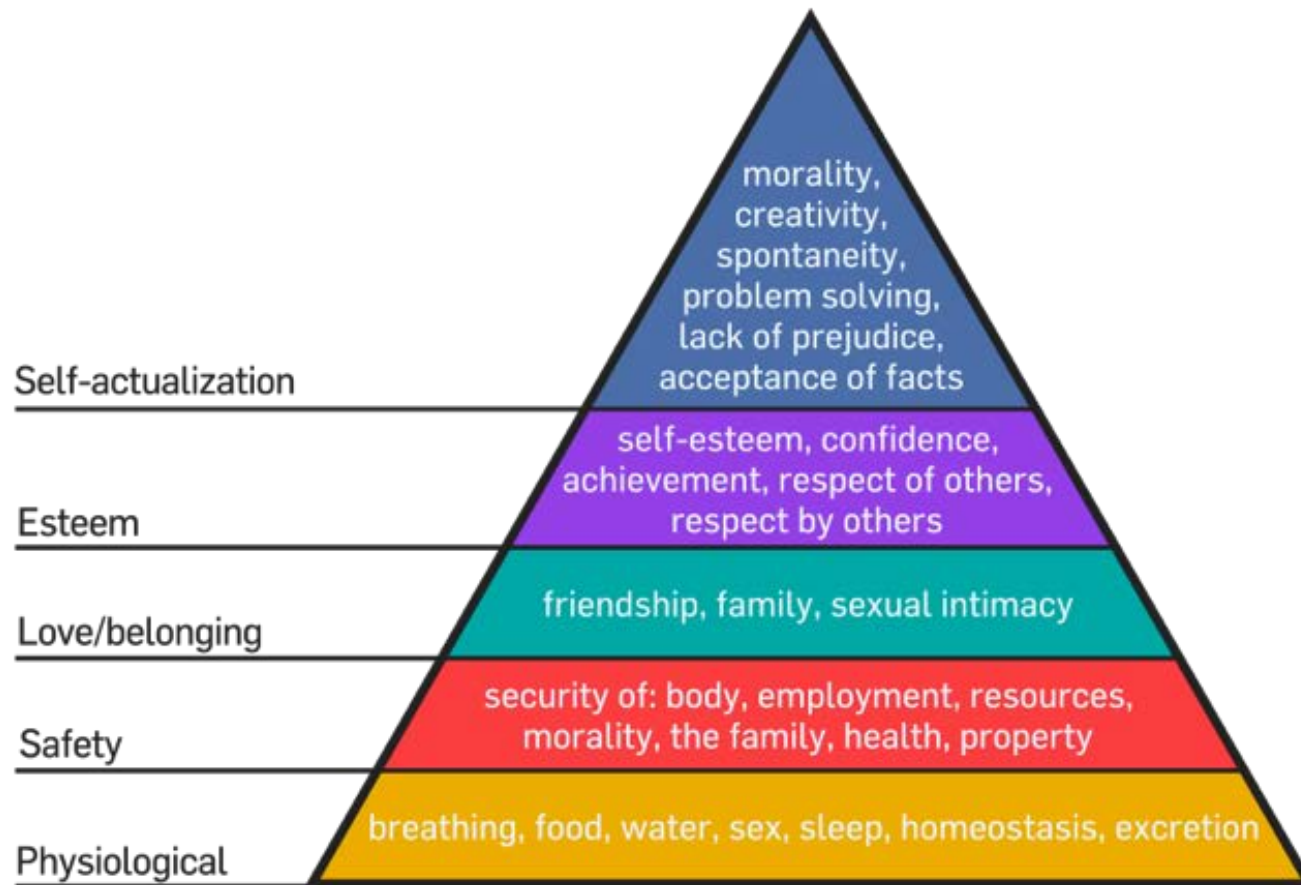 morality,
creativity,
spontaneity,
problem solving,
lack of prejudice,
acceptance of facts
Self-actualization
self-esteem, confidence,
achievement, respect of others,
respect by others
Esteem
friendship, family, sexual intimacy
Love/belonging
security of: body, employment, resources,
morality, the family, health, property
Safety
breathing, food, water, sex, sleep, homeostasis, excretion
Physiological